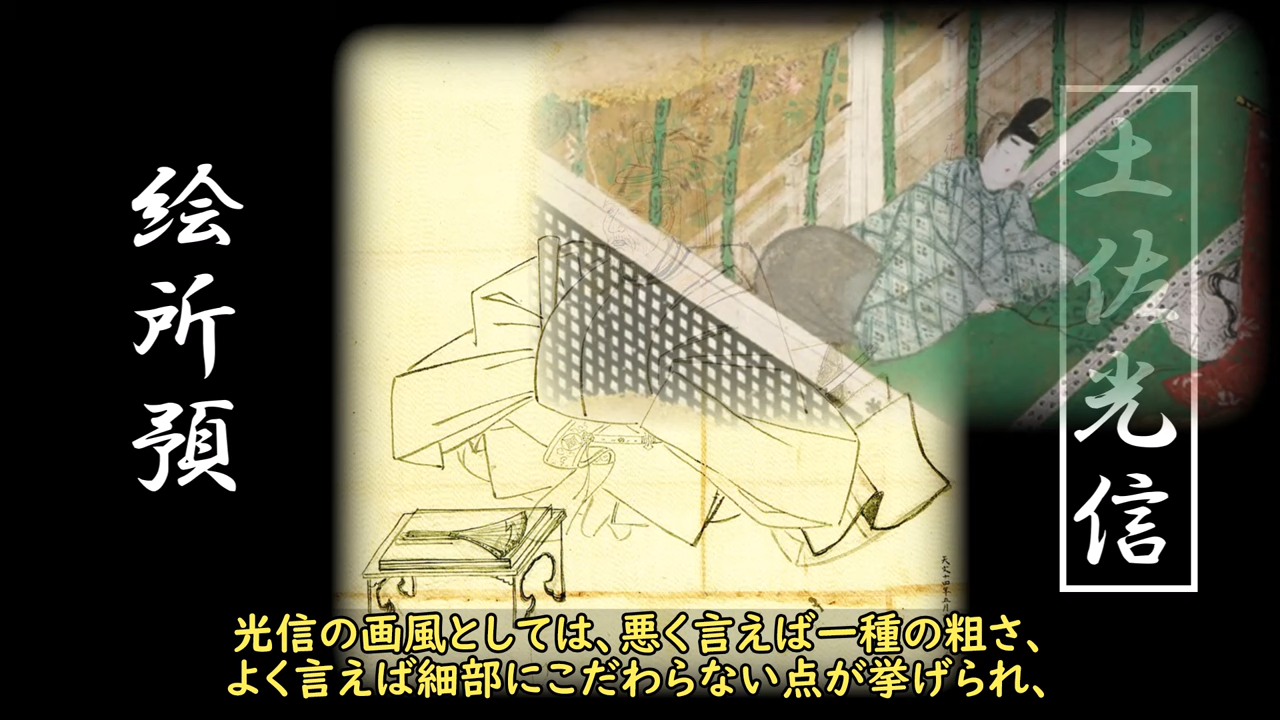 絵所預
土佐光信
光信の画風としては、悪く言えば一種の粗さ、
よく言えば細部にこだわらない点が挙げられ、